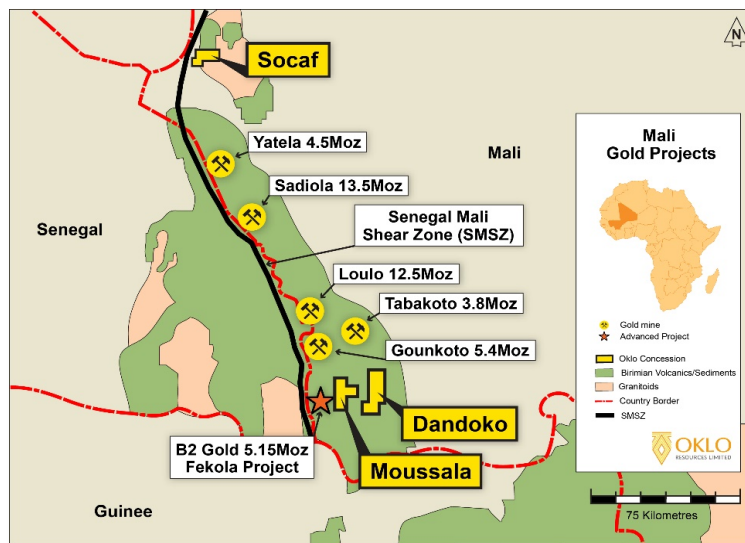 Socaf
N
Yatela 4.5Moz
Mali
Sadiola 13.5Moz
Senegal
Senegal Mali
Shear Zone (SMSZ)
Loulo 12.5Moz
Tabakoto 3.8Moz
Gounkoto 5.4Moz
Dandoko
Moussala
B2 Gold 5.15Moz
Fekola Project
Guinee
Mali
Gold Projects
Gold mine
Advanced Project
Oklo Concession
Birimian Volcanics/Sediments
Granitoids
Country Border
SMSZ
OKLO
RESOURCES LIMITED
75 Kilometres